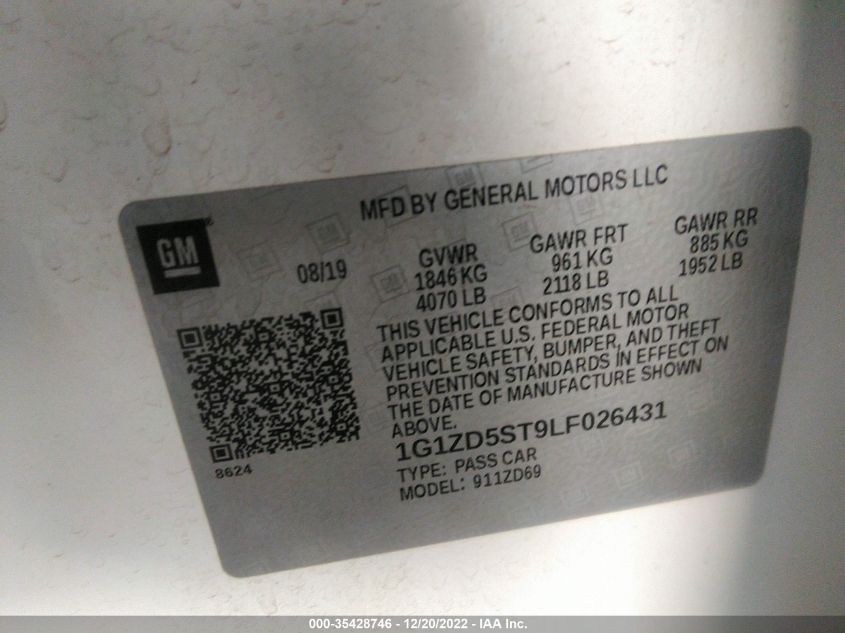 MFD BY GENERAL MOTORS LLC
GM
08/19
GVWR
1846 KG
4070 LB
GAWR FRT
961 KG
2118 LB
GAWR RR
885 KG
1952 LB
THIS VEHICLE CONFORMS TO ALL
APPLICABLE U.S. FEDERAL MOTOR
VEHICLE SAFETY, BUMPER, AND THEFT
PREVENTION STANDARDS IN EFFECT ON
THE DATE OF MANUFACTURE SHOWN
ABOVE.
1G1ZD5ST9LF026431
TYPE: PASS CAR
MODEL: 911ZD69
8624
000-35428746 - 12/20/2022 - IAA Inc.